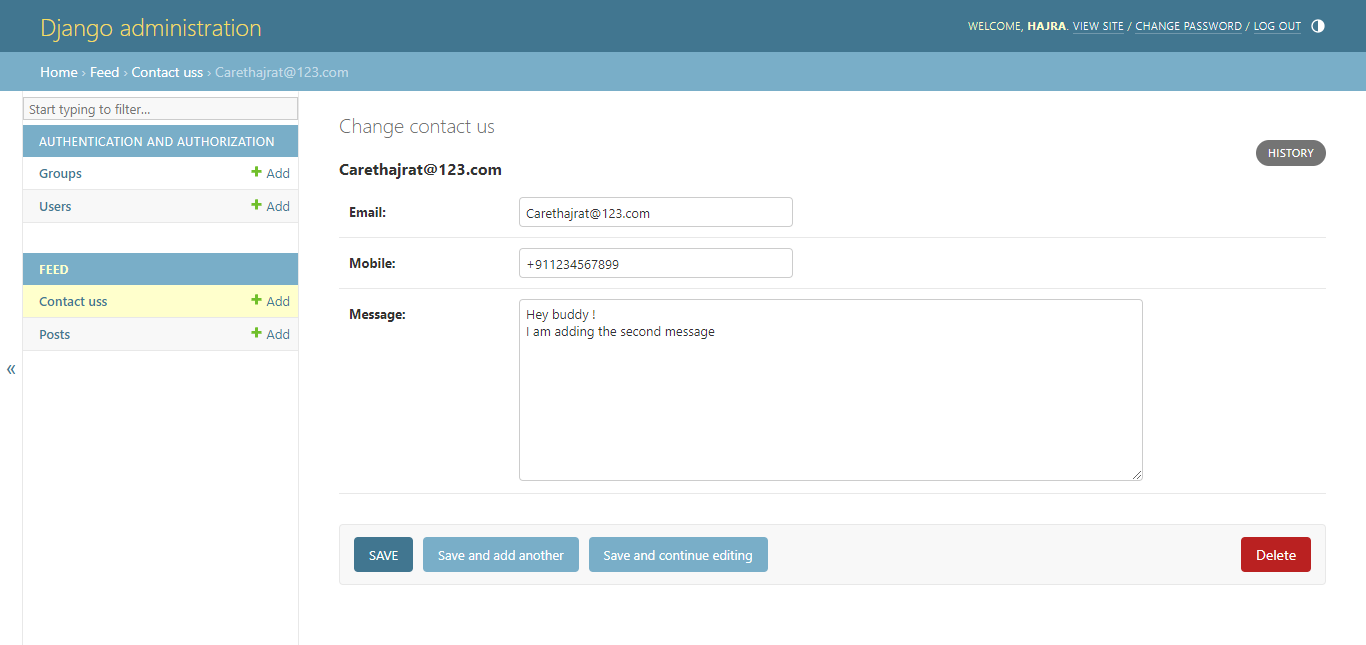 Django administration
WELCOME, HAJRA. VIEW SITE / CHANGE PASSWORD / LOG OUT
Home › Feed › Contact uss › Carethajrat@123.com
Start typing to filter...
AUTHENTICATION AND AUTHORIZATION
Groups + Add
Users + Add
FEED
Contact uss + Add
Posts + Add
«
Change contact us
HISTORY
Carethajrat@123.com
Email: Carethajrat@123.com
Mobile: +911234567899
Message: Hey buddy !
I am adding the second message
SAVE Save and add another Save and continue editing Delete